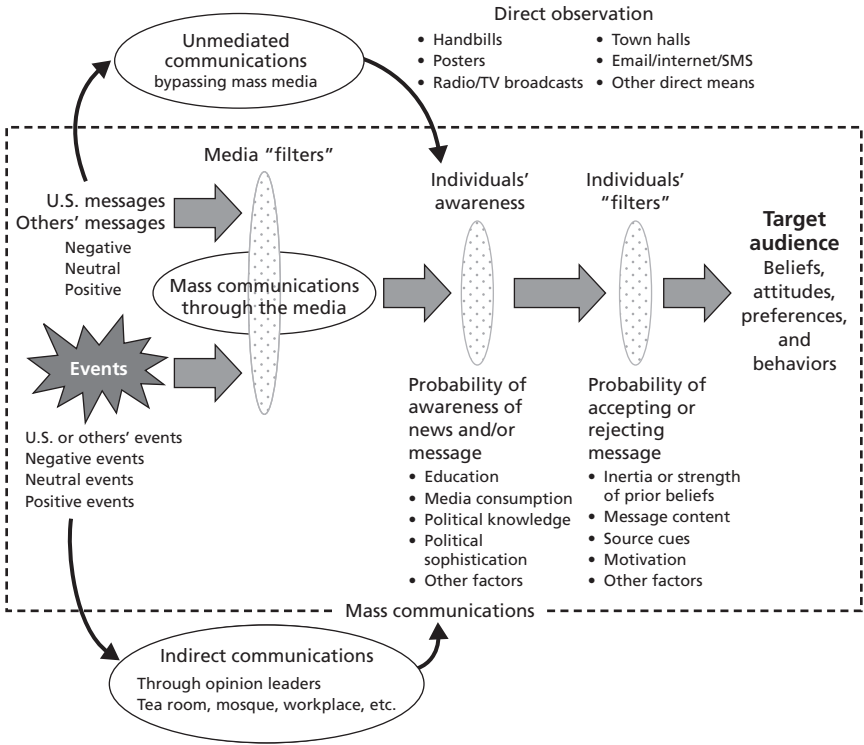 Direct observation
• Handbills
• Posters
• Radio/TV broadcasts
• Town halls
• Email/internet/SMS
• Other direct means
Unmediated
communications
bypassing mass media
Media “filters”
U.S. messages
Others’ messages
Negative
Neutral
Positive
Mass communications
through the media
Events
U.S. or others’ events
Negative events
Neutral events
Positive events
Individuals’
awareness
Probability of
awareness of
news and/or
message
• Education
• Media consumption
• Political knowledge
• Political
sophistication
• Other factors
Individuals’
“filters”
Probability of
accepting or
rejecting
message
• Inertia or strength
of prior beliefs
• Message content
• Source cues
• Motivation
• Other factors
Target
audience
Beliefs,
attitudes,
preferences,
and
behaviors
Mass communications
Indirect communications
Through opinion leaders
Tea room, mosque, workplace, etc.